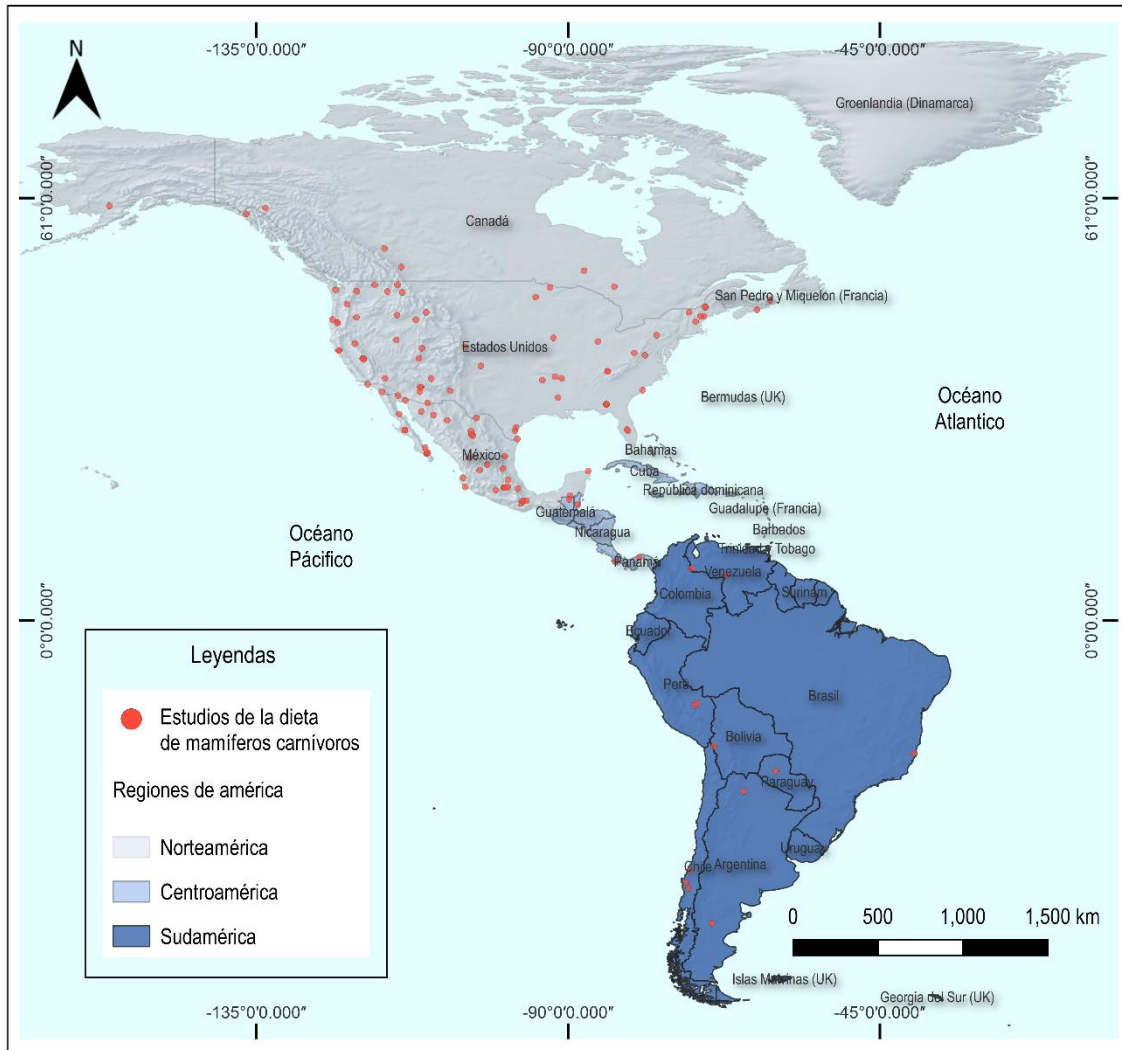 N
-135°0'0.000"
-90°0'0.000"
-45°0'0.000"
Groenlandia (Dinamarca)
61°0'0.000"
61°0'0.000"
Canadá
San Pedro y Miquelón (Francia)
Estados Unidos
Bermudas (UK)
Océano
Atlantico
Bahamas
México
Cuba
República dominicana
Guadalupe (Francia)
Guatemalá
Nicaragua
Barbados
Océano
Pácifico
Trinidad y Tobago
Panamá
Venezuela
Colombia
Surinam
0°0'0.000"
0°0'0.000"
Ecuador
Perú
Brasil
Bolivia
Paraguay
Uruguay
Chile
Argentina
Leyendas
Estudios de la dieta
de mamíferos carnívoros
Regiones de américa
Norteamérica
Centroamérica
Sudamérica
0 500 1,000 1,500 km
Islas Malvinas (UK)
Georgia del Sur (UK)
-135°0'0.000"
-90°0'0.000"
-45°0'0.000"